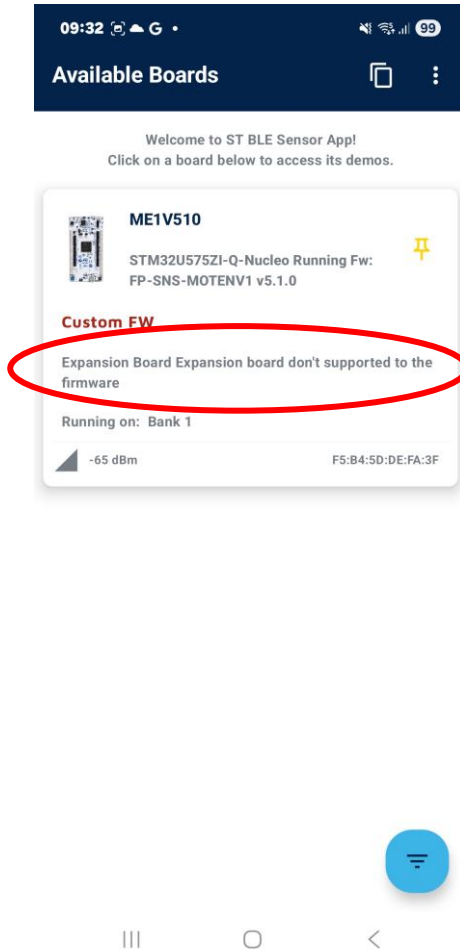 09:32 G
99
Available Boards
Welcome to ST BLE Sensor App!
Click on a board below to access its demos.
ME1V510
STM32U575ZI-Q-Nucleo Running Fw:
FP-SNS-MOTENV1 v5.1.0
Custom FW
Expansion Board Expansion board don't supported to the
firmware
Running on: Bank 1
-65 dBm
F5:B4:5D:DE:FA:3F